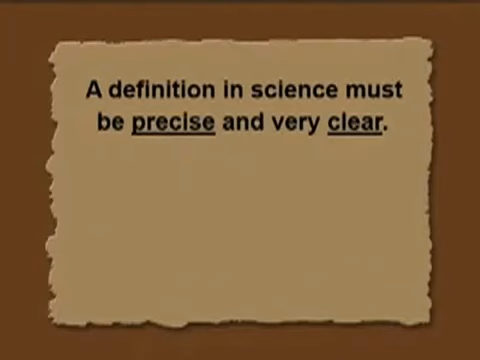 A definition in science must
be precise and very clear.